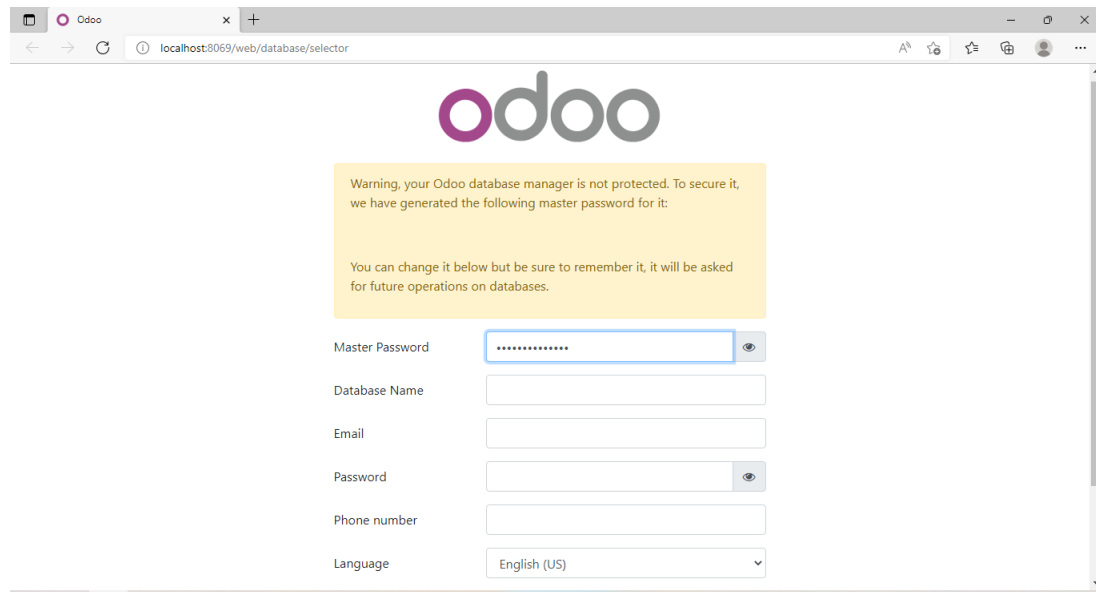 Odoo
localhost:8069/web/database/selector
odoo
Warning, your Odoo database manager is not protected. To secure it,
we have generated the following master password for it:
You can change it below but be sure to remember it, it will be asked
for future operations on databases.
Master Password
••••••••••••••
Database Name
Email
Password
Phone number
Language
English (US)